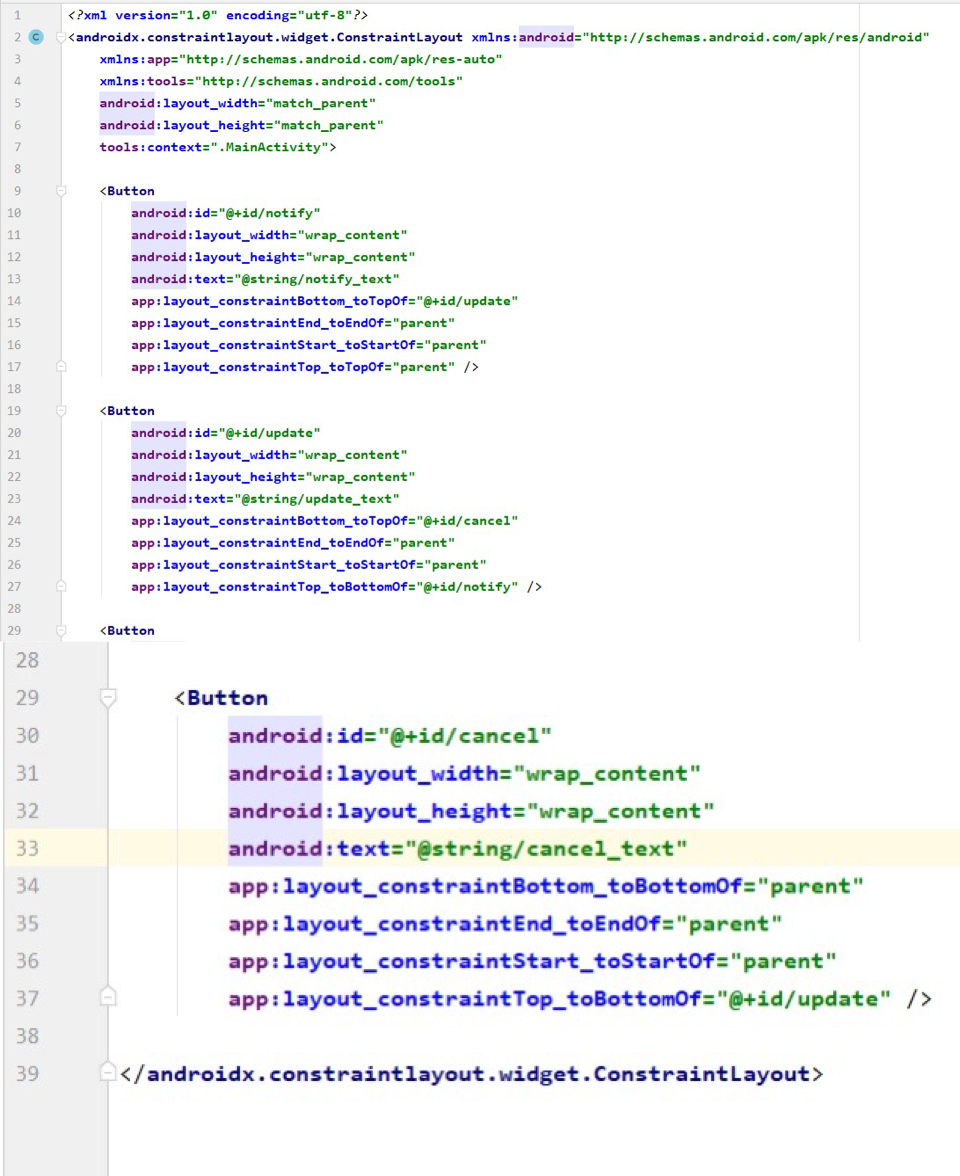 1 <?xml version="1.0" encoding="utf-8"?>
2 C <androidx.constraintlayout.widget.ConstraintLayout xmlns:android="http://schemas.android.com/apk/res/android"
3 xmlns:app="http://schemas.android.com/apk/res-auto"
4 xmlns:tools="http://schemas.android.com/tools"
5 android:layout_width="match_parent"
6 android:layout_height="match_parent"
7 tools:context=".MainActivity">
8
9 <Button
10 android:id="@+id/notify"
11 android:layout_width="wrap_content"
12 android:layout_height="wrap_content"
13 android:text="@string/notify_text"
14 app:layout_constraintBottom_toTopOf="@+id/update"
15 app:layout_constraintEnd_toEndOf="parent"
16 app:layout_constraintStart_toStartOf="parent"
17 app:layout_constraintTop_toTopOf="parent" />
18
19 <Button
20 android:id="@+id/update"
21 android:layout_width="wrap_content"
22 android:layout_height="wrap_content"
23 android:text="@string/update_text"
24 app:layout_constraintBottom_toTopOf="@+id/cancel"
25 app:layout_constraintEnd_toEndOf="parent"
26 app:layout_constraintStart_toStartOf="parent"
27 app:layout_constraintTop_toBottomOf="@+id/notify" />
28
29 <Button
28
29 <Button
30 android:id="@+id/cancel"
31 android:layout_width="wrap_content"
32 android:layout_height="wrap_content"
33 android:text="@string/cancel_text"
34 app:layout_constraintBottom_toBottomOf="parent"
35 app:layout_constraintEnd_toEndOf="parent"
36 app:layout_constraintStart_toStartOf="parent"
37 app:layout_constraintTop_toBottomOf="@+id/update" />
38
39 </androidx.constraintlayout.widget.ConstraintLayout>